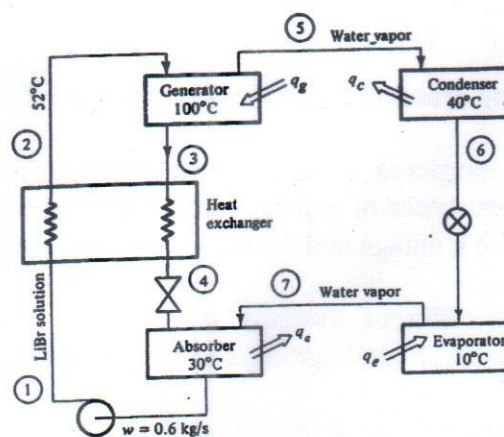 5
Water vapor
Generator
100°C
q_g
q_c
Condenser
40°C
52°C
2
3
6
Heat
exchanger
4
7
Water vapor
LiBr solution
Absorber
30°C
q_a
q_e
Evaporator
10°C
1
w = 0.6 kg/s